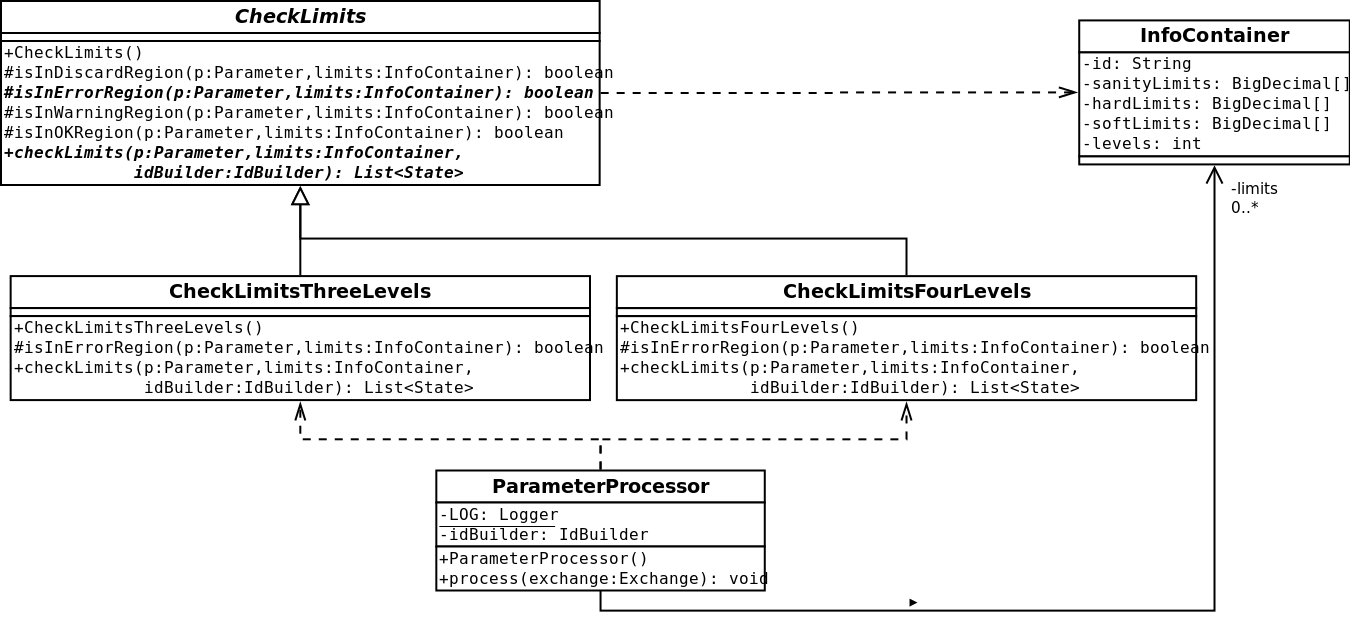 CheckLimits
+CheckLimits()
#isInDiscardRegion(p:Parameter,limits:InfoContainer): boolean
#isInErrorRegion(p:Parameter,limits:InfoContainer): boolean
#isInWarningRegion(p:Parameter,limits:InfoContainer): boolean
#isInOKRegion(p:Parameter,limits:InfoContainer): boolean
+checkLimits(p:Parameter,limits:InfoContainer,
idBuilder:IdBuilder): List<State>
InfoContainer
-id: String
-sanityLimits: BigDecimal[]
-hardLimits: BigDecimal[]
-softLimits: BigDecimal[]
-levels: int
-limits
0..*
CheckLimitsThreeLevels
+CheckLimitsThreeLevels()
#isInErrorRegion(p:Parameter,limits:InfoContainer): boolean
+checkLimits(p:Parameter,limits:InfoContainer,
idBuilder:IdBuilder): List<State>
CheckLimitsFourLevels
+CheckLimitsFourLevels()
#isInErrorRegion(p:Parameter,limits:InfoContainer): boolean
+checkLimits(p:Parameter,limits:InfoContainer,
idBuilder:IdBuilder): List<State>
ParameterProcessor
-LOG: Logger
-idBuilder: IdBuilder
+ParameterProcessor()
+process(exchange:Exchange): void